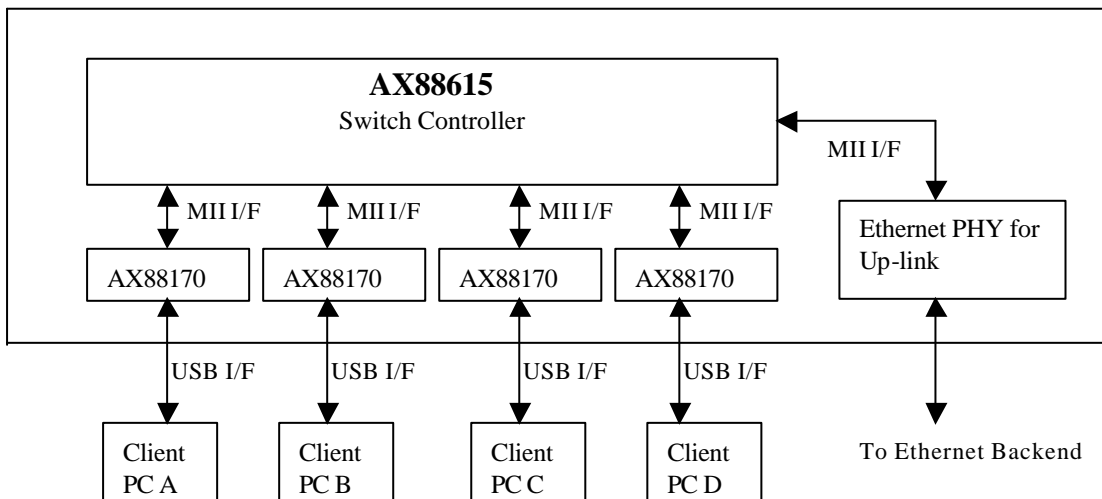 AX88615
Switch Controller
MII I/F
MII I/F
MII I/F
MII I/F
MII I/F
Ethernet PHY for
Up-link
AX88170
AX88170
AX88170
AX88170
USB I/F
USB I/F
USB I/F
USB I/F
Client
PC A
Client
PC B
Client
PC C
Client
PC D
To Ethernet Backend